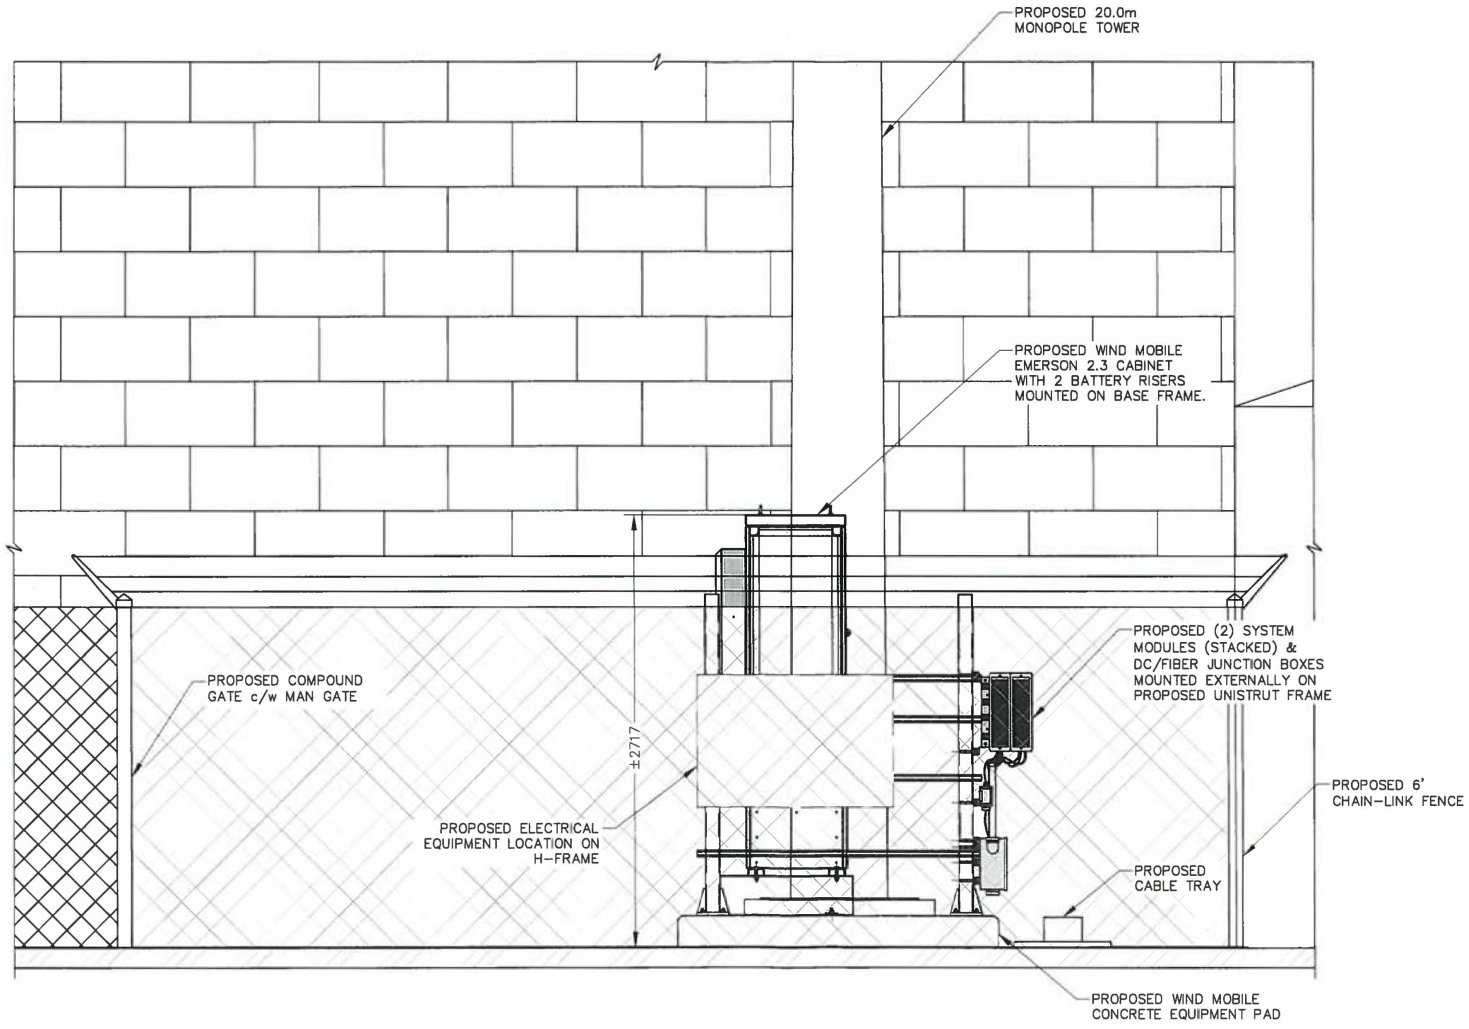 PROPOSED 20.0m
MONOPOLE TOWER
PROPOSED WIND MOBILE
EMERSON 2.3 CABINET
WITH 2 BATTERY RISERS
MOUNTED ON BASE FRAME.
PROPOSED (2) SYSTEM
MODULES (STACKED) &
DC/FIBER JUNCTION BOXES
MOUNTED EXTERNALLY ON
PROPOSED UNISTRUT FRAME
PROPOSED COMPOUND
GATE c/w MAN GATE
±2717
PROPOSED 6'
CHAIN-LINK FENCE
PROPOSED ELECTRICAL
EQUIPMENT LOCATION ON
H-FRAME
PROPOSED
CABLE TRAY
PROPOSED WIND MOBILE
CONCRETE EQUIPMENT PAD